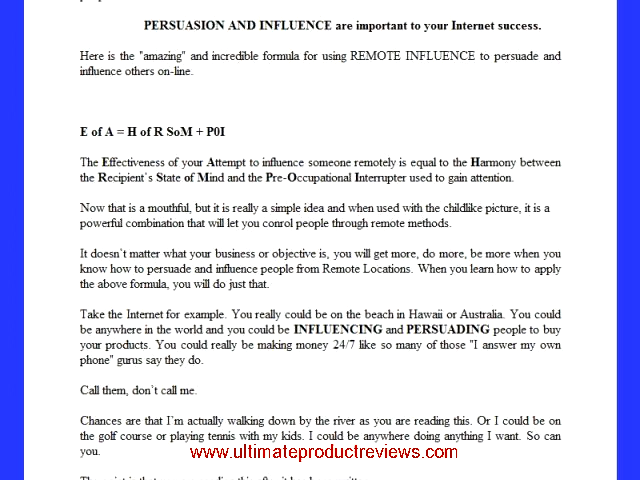 PERSUASION AND INFLUENCE are important to your Internet success.
Here is the "amazing" and incredible formula for using REMOTE INFLUENCE to persuade and
influence others on-line.
E of A = H of R SoM + P0I
The Effectiveness of your Attempt to influence someone remotely is equal to the Harmony between
the Recipient's State of Mind and the Pre-Occupational Interrupter used to gain attention.
Now that is a mouthful, but it is really a simple idea and when used with the childlike picture, it is a
powerful combination that will let you conrol people through remote methods.
It doesn't matter what your business or objective is, you will get more, do more, be more when you
know how to persuade and influence people from Remote Locations. When you learn how to apply
the above formula, you will do just that.
Take the Internet for example. You really could be on the beach in Hawaii or Australia. You could
be anywhere in the world and you could be INFLUENCING and PERSUADING people to buy
your products. You could really be making money 24/7 like so many of those "I answer my own
phone" gurus say they do.
Call them, don't call me.
Chances are that I'm actually walking down by the river as you are reading this. Or I could be on
the golf course or playing tennis with my kids. I could be anywhere doing anything I want. So can
you.
www.ultimateproductreviews.com